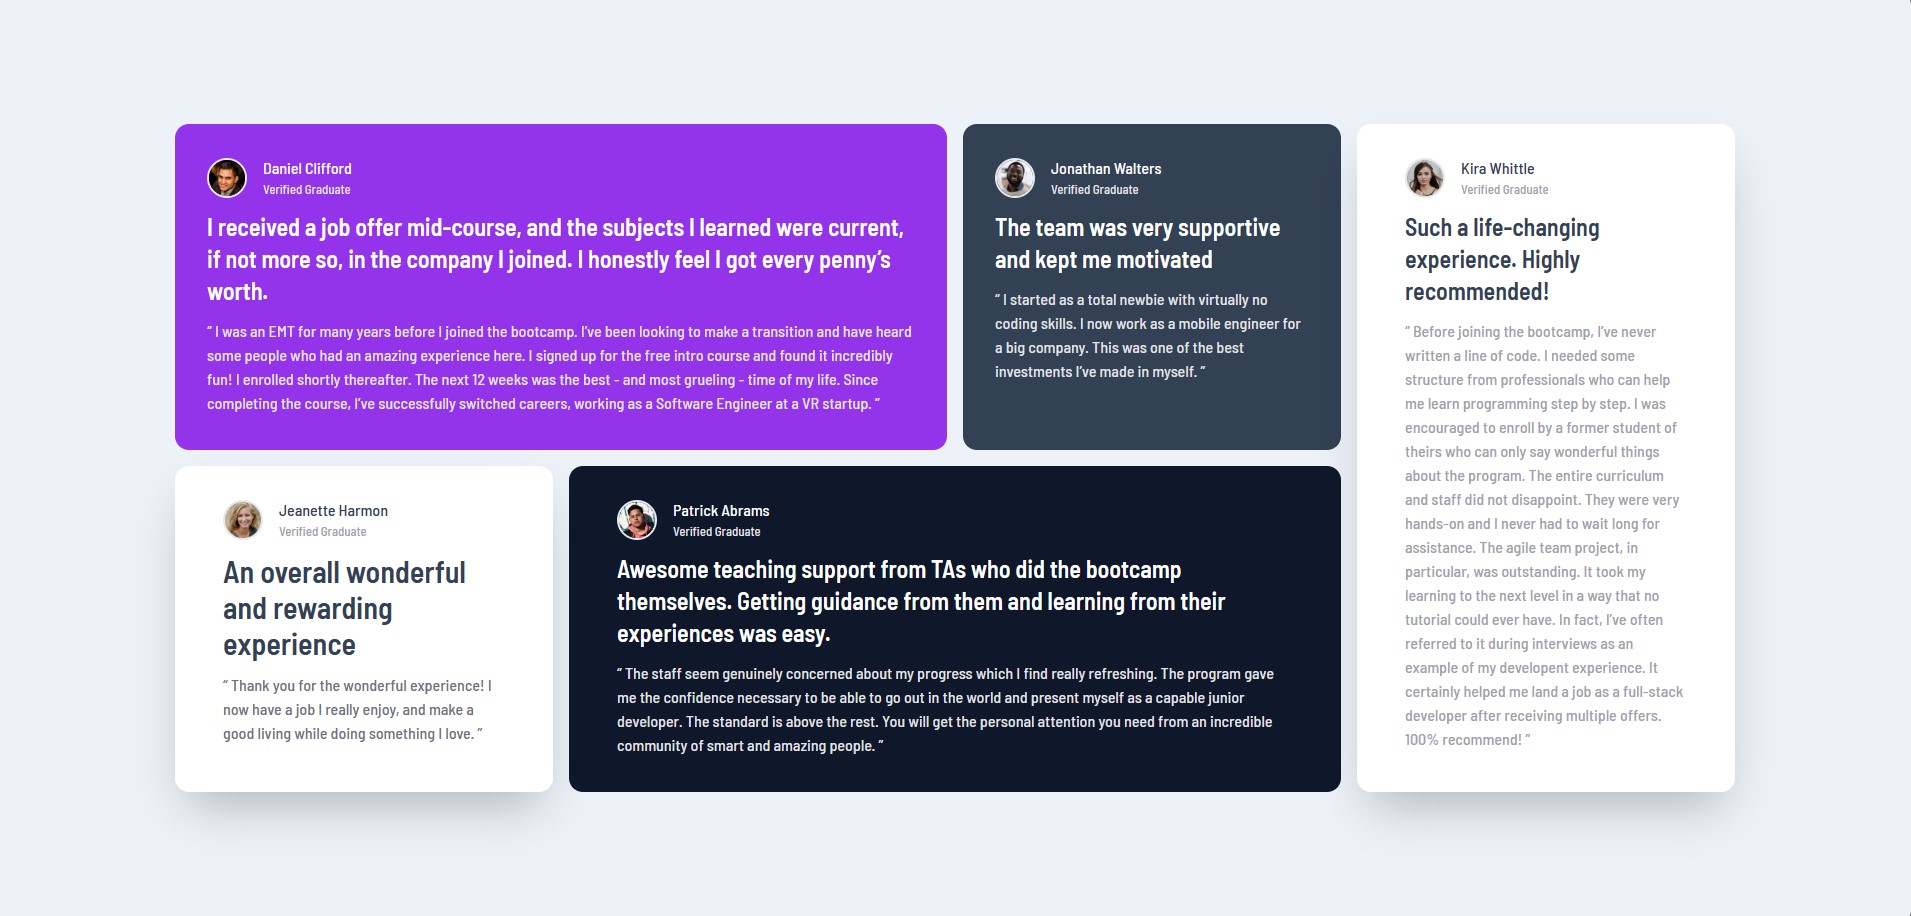 Daniel Clifford
Verified Graduate
I received a job offer mid-course, and the subjects I learned were current,
if not more so, in the company I joined. I honestly feel I got every penny’s
worth.
“ I was an EMT for many years before I joined the bootcamp. I’ve been looking to make a transition and have heard
some people who had an amazing experience here. I signed up for the free intro course and found it incredibly
fun! I enrolled shortly thereafter. The next 12 weeks was the best - and most grueling - time of my life. Since
completing the course, I’ve successfully switched careers, working as a Software Engineer at a VR startup. ”
Jonathan Walters
Verified Graduate
The team was very supportive
and kept me motivated
“ I started as a total newbie with virtually no
coding skills. I now work as a mobile engineer for
a big company. This was one of the best
investments I’ve made in myself. ”
Kira Whittle
Verified Graduate
Such a life-changing
experience. Highly
recommended!
“ Before joining the bootcamp, I’ve never
written a line of code. I needed some
structure from professionals who can help
me learn programming step by step. I was
encouraged to enroll by a former student of
theirs who can only say wonderful things
about the program. The entire curriculum
and staff did not disappoint. They were very
hands-on and I never had to wait long for
assistance. The agile team project, in
particular, was outstanding. It took my
learning to the next level in a way that no
tutorial could ever have. In fact, I’ve often
referred to it during interviews as an
example of my developent experience. It
certainly helped me land a job as a full-stack
developer after receiving multiple offers.
100% recommend! ”
Jeanette Harmon
Verified Graduate
An overall wonderful
and rewarding
experience
“ Thank you for the wonderful experience! I
now have a job I really enjoy, and make a
good living while doing something I love. ”
Patrick Abrams
Verified Graduate
Awesome teaching support from TAs who did the bootcamp
themselves. Getting guidance from them and learning from their
experiences was easy.
“ The staff seem genuinely concerned about my progress which I find really refreshing. The program gave
me the confidence necessary to be able to go out in the world and present myself as a capable junior
developer. The standard is above the rest. You will get the personal attention you need from an incredible
community of smart and amazing people. ”